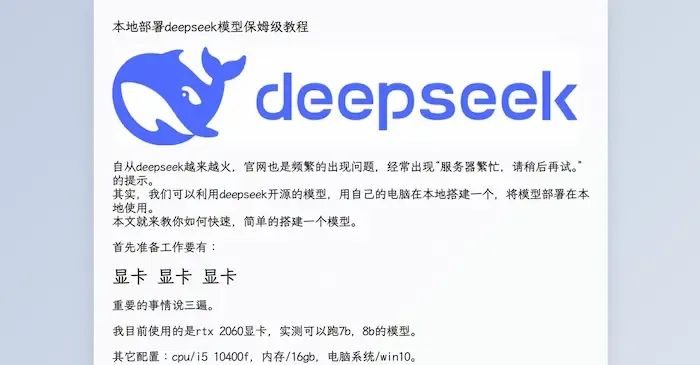 本地部署deepseek模型保姆级教程
deepseek
自从deepseek越来越火，官网也是频繁的出现问题，经常出现“服务器繁忙，请稍后再试。”
的提示。
其实，我们可以利用deepseek开源的模型，用自己的电脑在本地搭建一个，将模型部署在本
地使用。
本文就来教你如何快速，简单的搭建一个模型。
首先准备工作要有：
显卡 显卡 显卡
重要的事情说三遍。
我目前使用的是rtx 2060显卡，实测可以跑7b，8b的模型。
其它配置：cpu/i5 10400f，内存/16gb，电脑系统/win10。